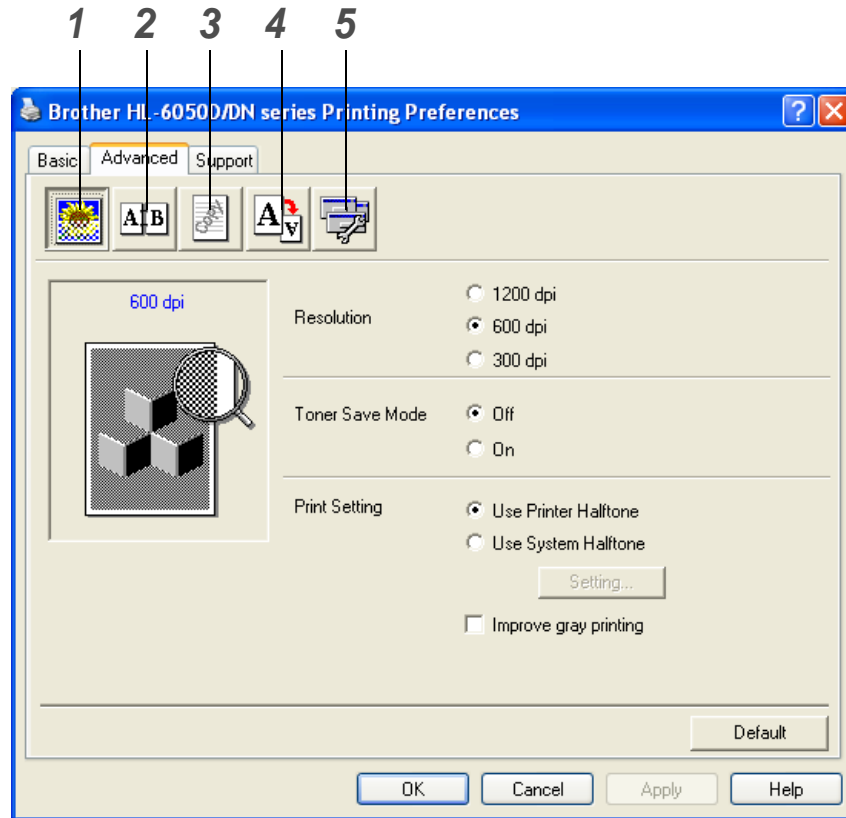 1 2 3 4 5
Brother HL-6050D/DN series Printing Preferences
Basic Advanced Support
A B
Copy
A A
600 dpi
Resolution
1200 dpi
600 dpi
300 dpi
Toner Save Mode
Off
On
Print Setting
Use Printer Halftone
Use System Halftone
Setting...
Improve gray printing
Default
OK Cancel Apply Help